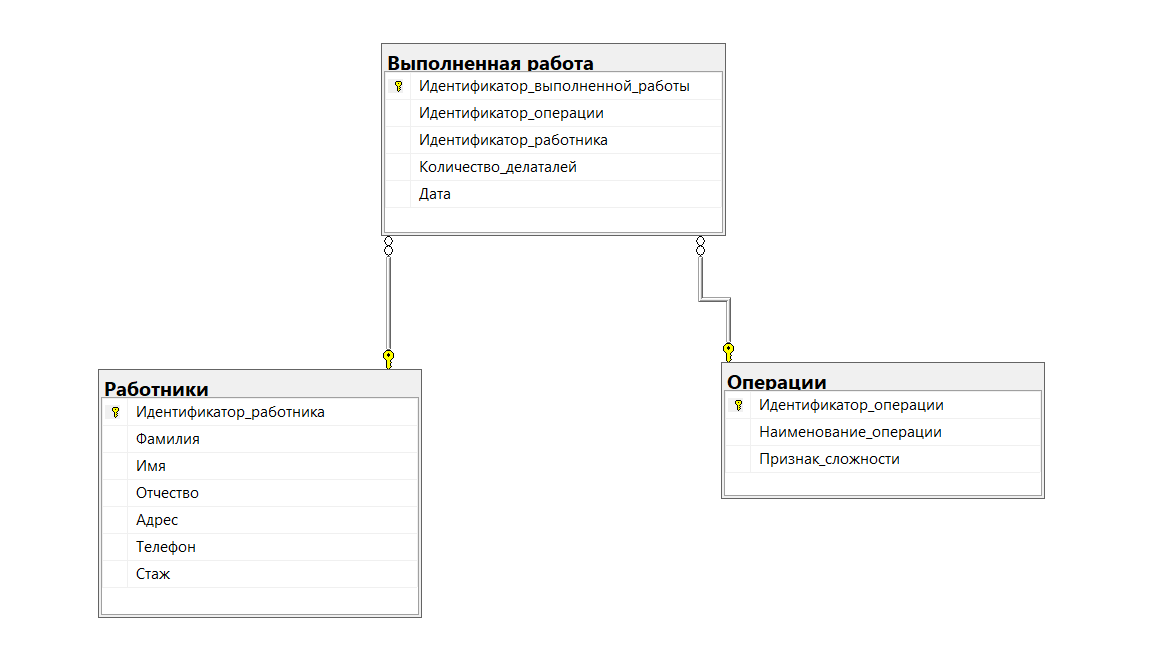 Выполненная работа
Идентификатор_выполненной_работы
Идентификатор_операции
Идентификатор_работника
Количество_делаталей
Дата
Работники
Идентификатор_работника
Фамилия
Имя
Отчество
Адрес
Телефон
Стаж
Операции
Идентификатор_операции
Наименование_операции
Признак_сложности